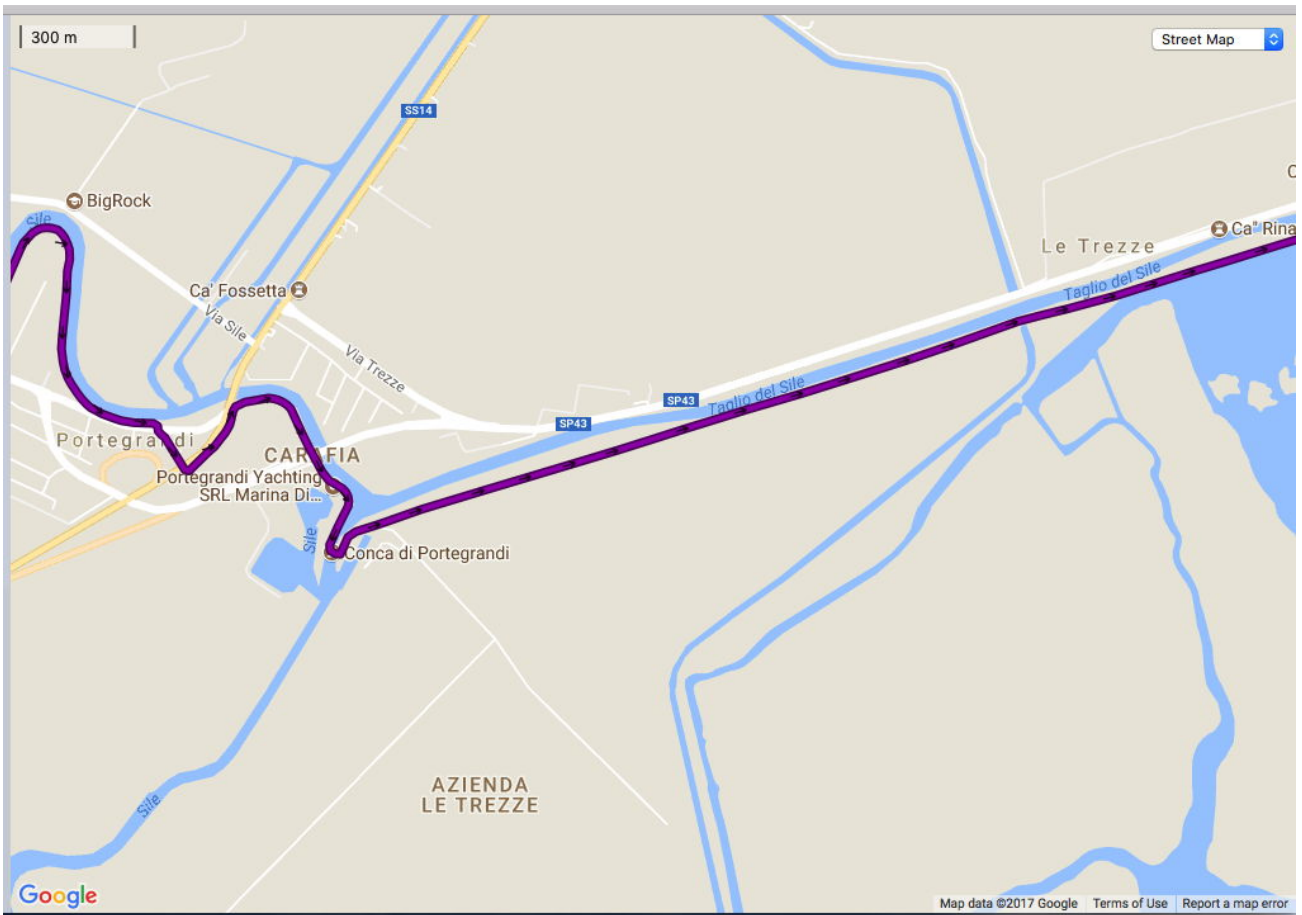 300 m
Street Map
SS14
BigRock
Sile
C
Ca" Rina
Le Trezze
Ca' Fossetta
Taglio del Sile
Via Sile
Via Trezze
SP43
Taglio del Sile
SP43
Portegrandi
CARAFIA
Portegrandi Yachting
SRL Marina Di...
Sile
Conca di Portegrandi
AZIENDA
LE TREZZE
Sile
Google
Map data ©2017 Google
Terms of Use
Report a map error